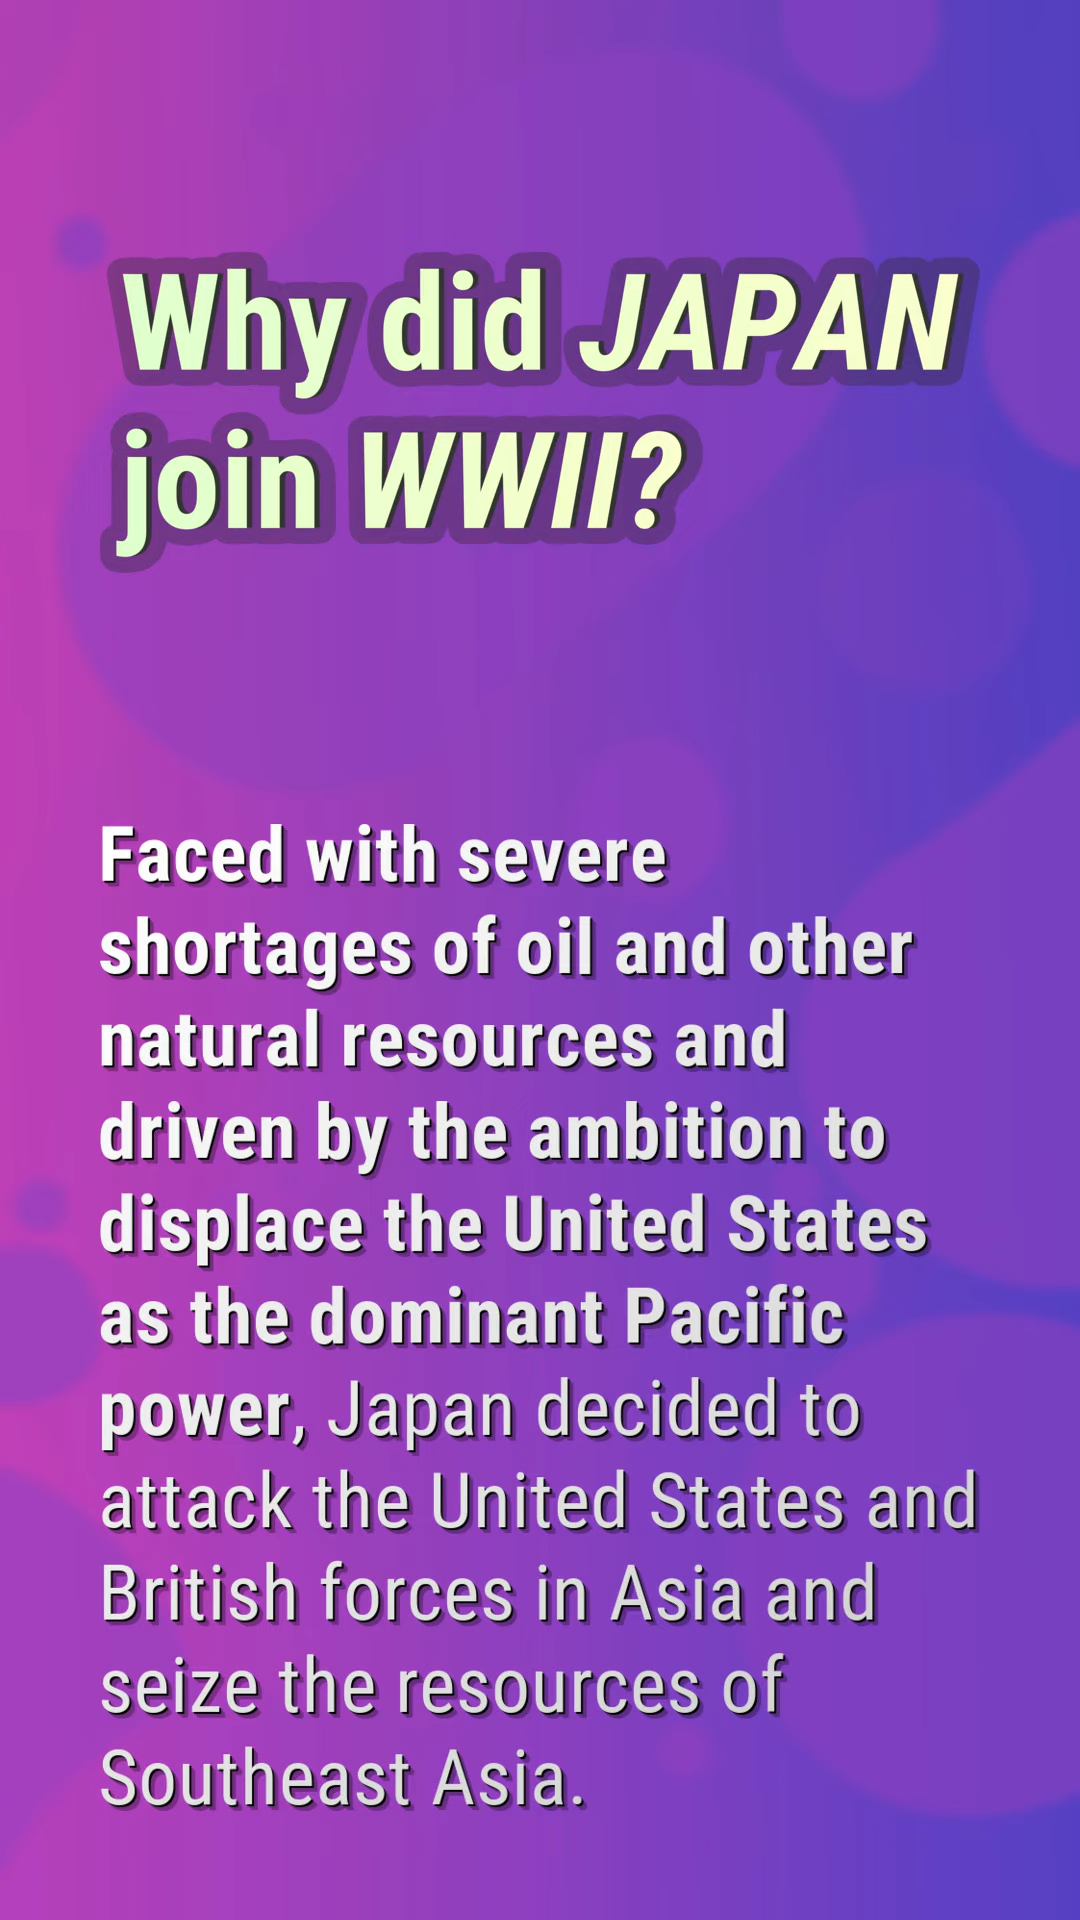 Why did JAPAN
join WWII?
Faced with severe
shortages of oil and other
natural resources and
driven by the ambition to
displace the United States
as the dominant Pacific
power, Japan decided to
attack the United States and
British forces in Asia and
seize the resources of
Southeast Asia.